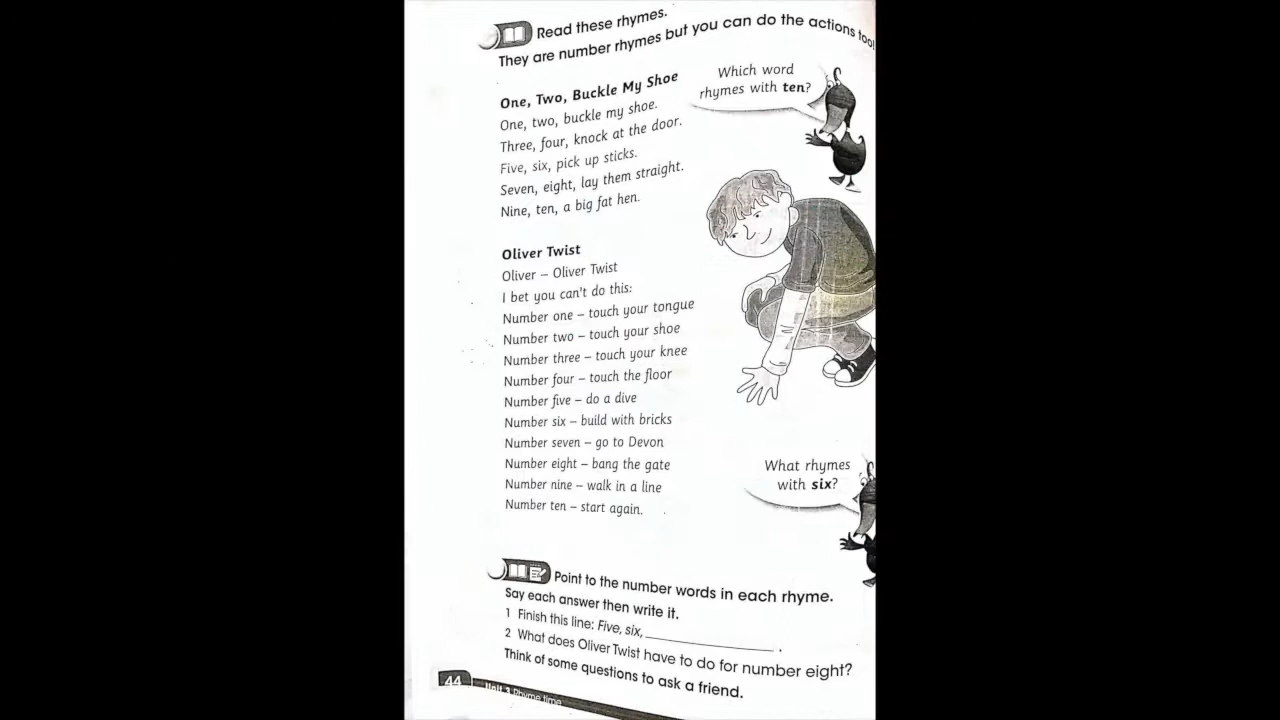 Read these rhymes.
They are number rhymes but you can do the actions too!
Which word
rhymes with ten?
One, Two, Buckle My Shoe
One, two, buckle my shoe.
Three, four, knock at the door.
Five, six, pick up sticks.
Seven, eight, lay them straight.
Nine, ten, a big fat hen.
Oliver Twist
Oliver – Oliver Twist
I bet you can't do this:
Number one – touch your tongue
Number two – touch your shoe
Number three – touch your knee
Number four – touch the floor
Number five – do a dive
Number six – build with bricks
Number seven – go to Devon
Number eight – bang the gate
Number nine – walk in a line
Number ten – start again.
What rhymes
with six?
Point to the number words in each rhyme.
Say each answer then write it.
1 Finish this line: Five, six, ____________________ .
2 What does Oliver Twist have to do for number eight?
Think of some questions to ask a friend.
44 Unit 3 Rhyme time